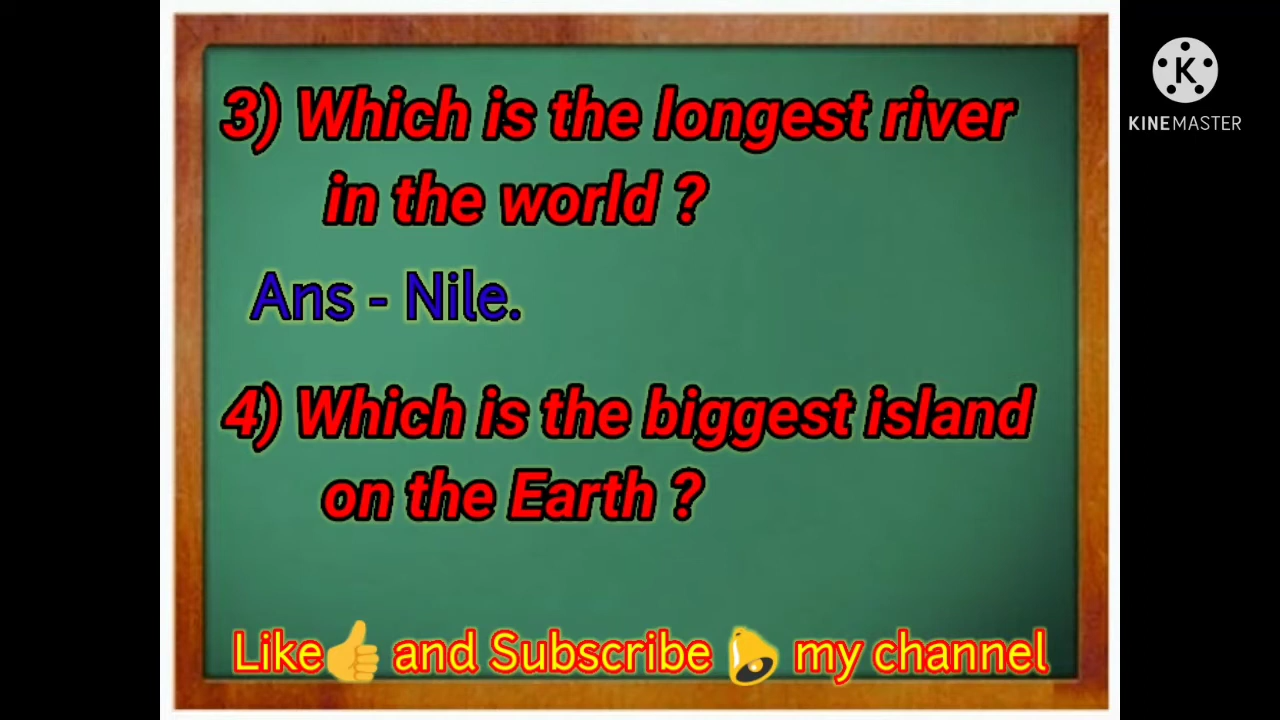 3) Which is the longest river
in the world ?
Ans - Nile.
4) Which is the biggest island
on the Earth ?
Like👍 and Subscribe 🔔 my channel
K
KINEMASTER